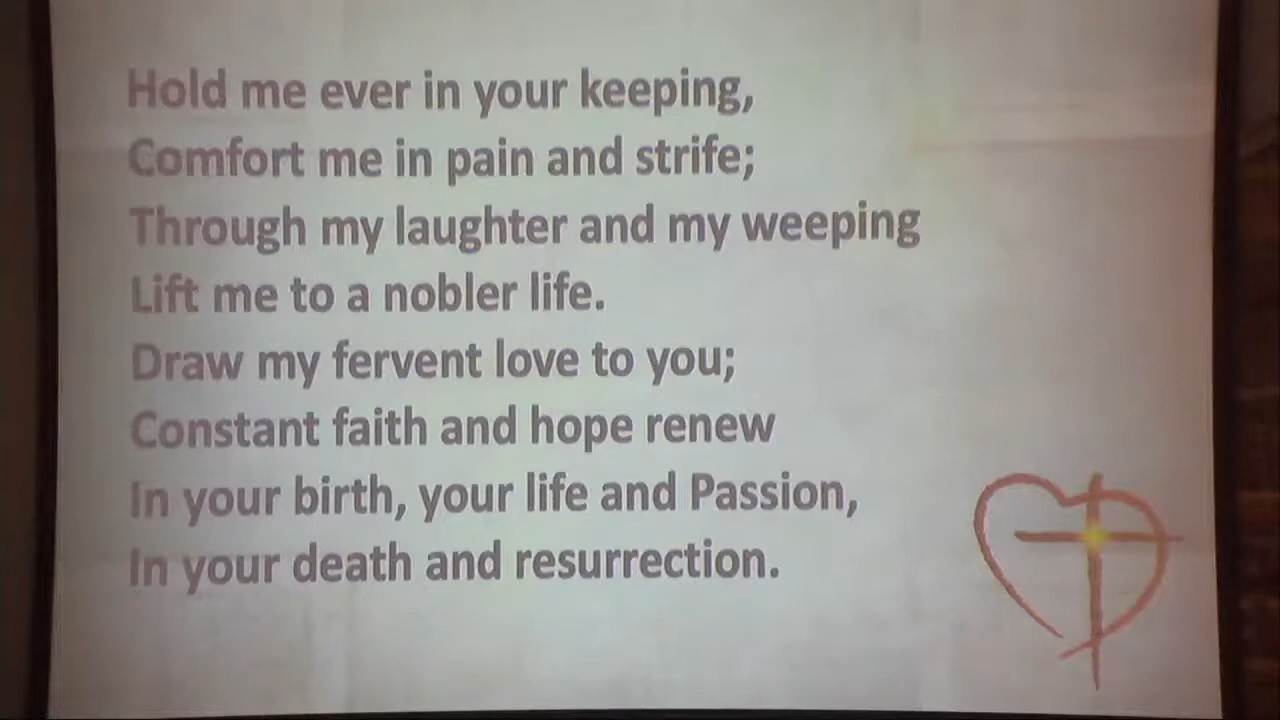 Hold me ever in your keeping,
Comfort me in pain and strife;
Through my laughter and my weeping
Lift me to a nobler life.
Draw my fervent love to you;
Constant faith and hope renew
In your birth, your life and Passion,
In your death and resurrection.